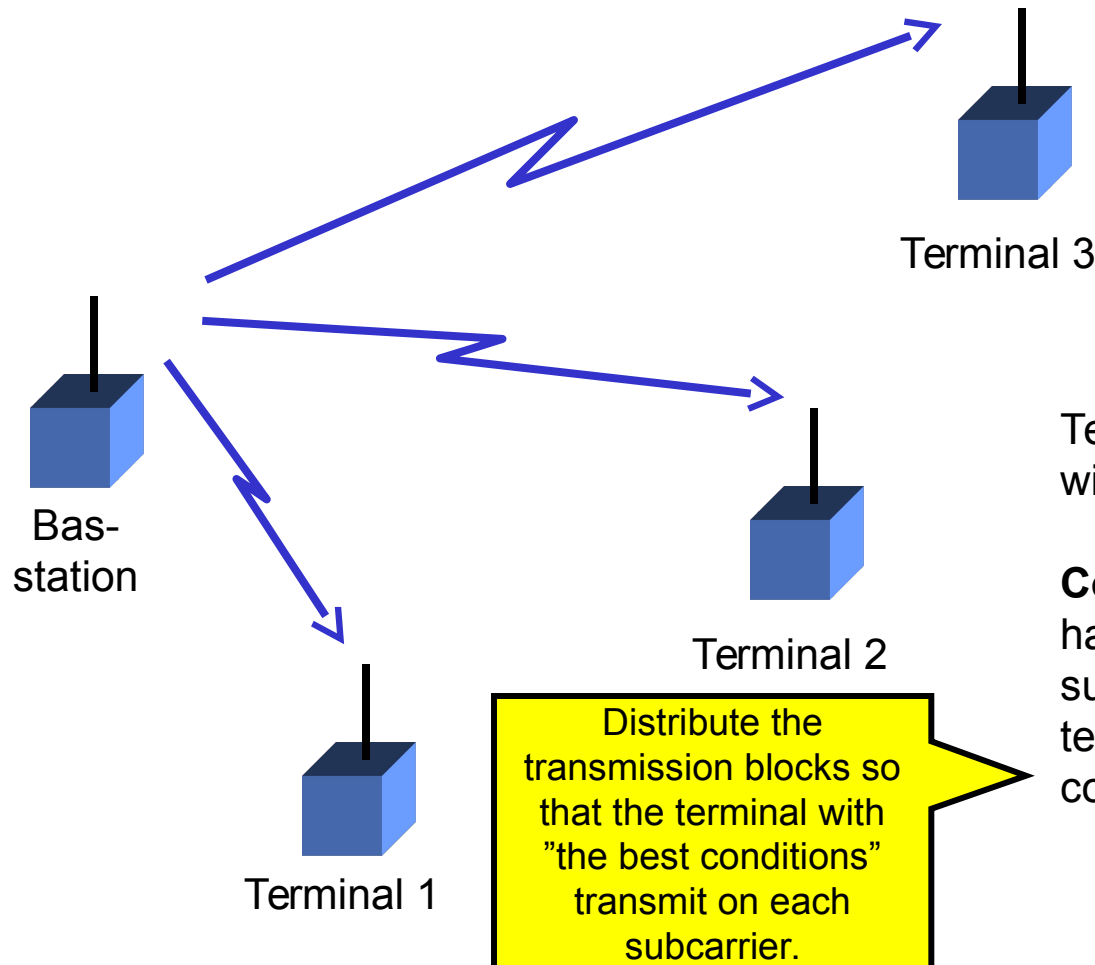 Terminal 3
Bas-
station
Terminal 2
Terminal 1
Distribute the
transmission blocks so
that the terminal with
”the best conditions”
transmit on each
subcarrier.